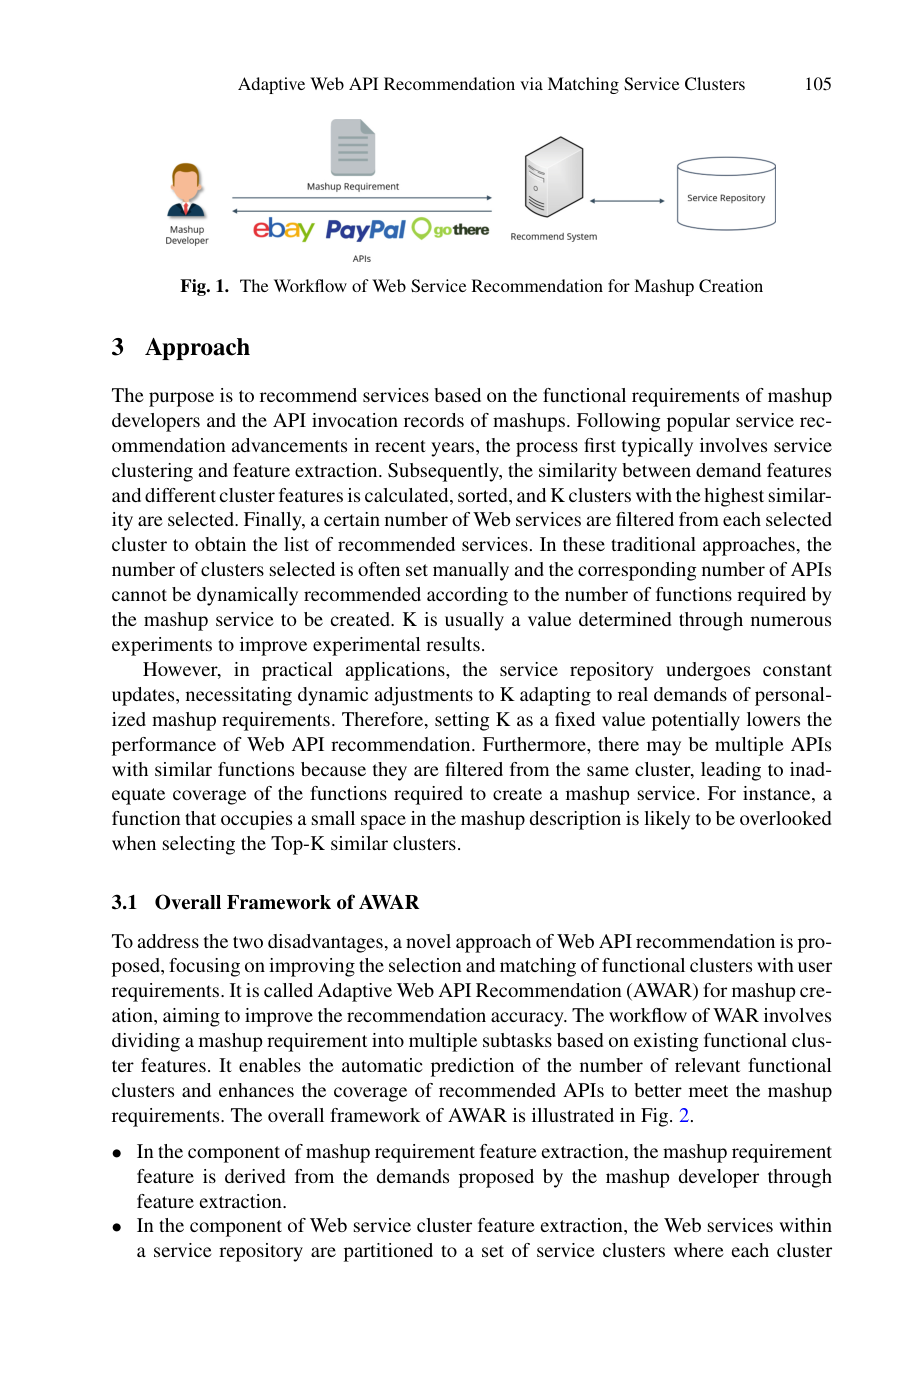 Adaptive Web API Recommendation via Matching Service Clusters 105
Mashup Requirement
Service Repository
Mashup
Developer
ebay PayPal gothere
Recommend System
APIs
Fig. 1. The Workflow of Web Service Recommendation for Mashup Creation
3 Approach
The purpose is to recommend services based on the functional requirements of mashup
developers and the API invocation records of mashups. Following popular service rec-
ommendation advancements in recent years, the process first typically involves service
clustering and feature extraction. Subsequently, the similarity between demand features
and different cluster features is calculated, sorted, and K clusters with the highest similar-
ity are selected. Finally, a certain number of Web services are filtered from each selected
cluster to obtain the list of recommended services. In these traditional approaches, the
number of clusters selected is often set manually and the corresponding number of APIs
cannot be dynamically recommended according to the number of functions required by
the mashup service to be created. K is usually a value determined through numerous
experiments to improve experimental results.
However, in practical applications, the service repository undergoes constant
updates, necessitating dynamic adjustments to K adapting to real demands of personal-
ized mashup requirements. Therefore, setting K as a fixed value potentially lowers the
performance of Web API recommendation. Furthermore, there may be multiple APIs
with similar functions because they are filtered from the same cluster, leading to inad-
equate coverage of the functions required to create a mashup service. For instance, a
function that occupies a small space in the mashup description is likely to be overlooked
when selecting the Top-K similar clusters.
3.1 Overall Framework of AWAR
To address the two disadvantages, a novel approach of Web API recommendation is pro-
posed, focusing on improving the selection and matching of functional clusters with user
requirements. It is called Adaptive Web API Recommendation (AWAR) for mashup cre-
ation, aiming to improve the recommendation accuracy. The workflow of WAR involves
dividing a mashup requirement into multiple subtasks based on existing functional clus-
ter features. It enables the automatic prediction of the number of relevant functional
clusters and enhances the coverage of recommended APIs to better meet the mashup
requirements. The overall framework of AWAR is illustrated in Fig. 2.
• In the component of mashup requirement feature extraction, the mashup requirement
feature is derived from the demands proposed by the mashup developer through
feature extraction.
• In the component of Web service cluster feature extraction, the Web services within
a service repository are partitioned to a set of service clusters where each cluster